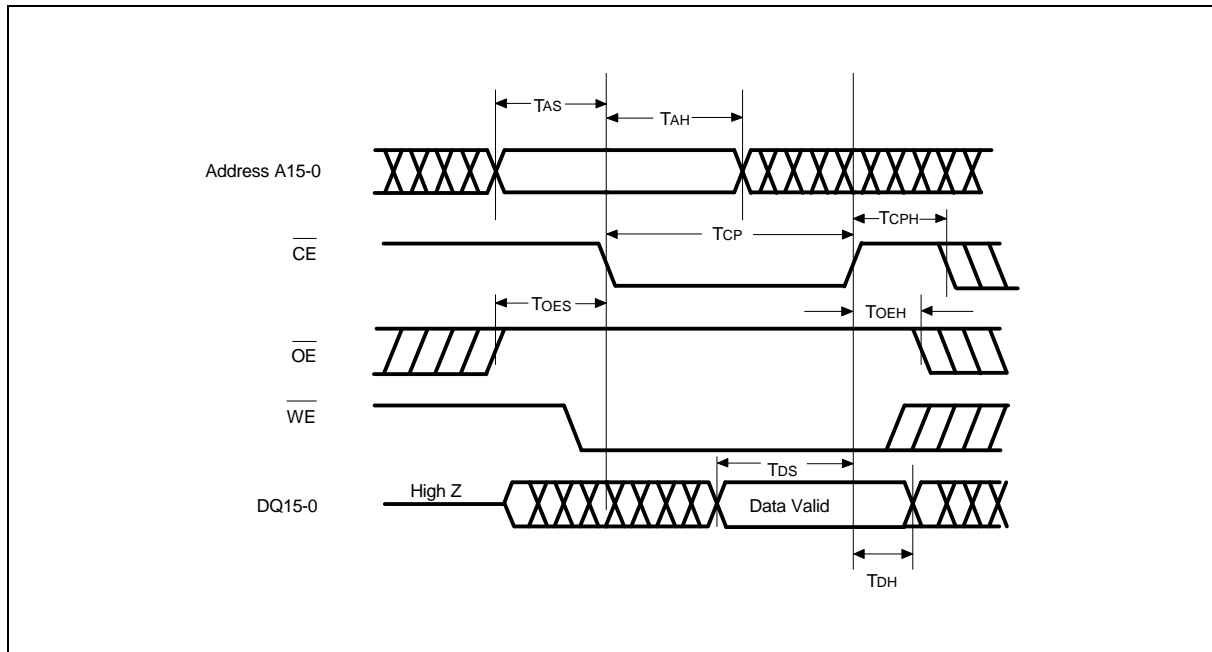 TAS
TAH
Address A15-0
TCPH
TCP
CE
TOES
TOEH
OE
WE
TDS
High Z
DQ15-0
Data Valid
TDH